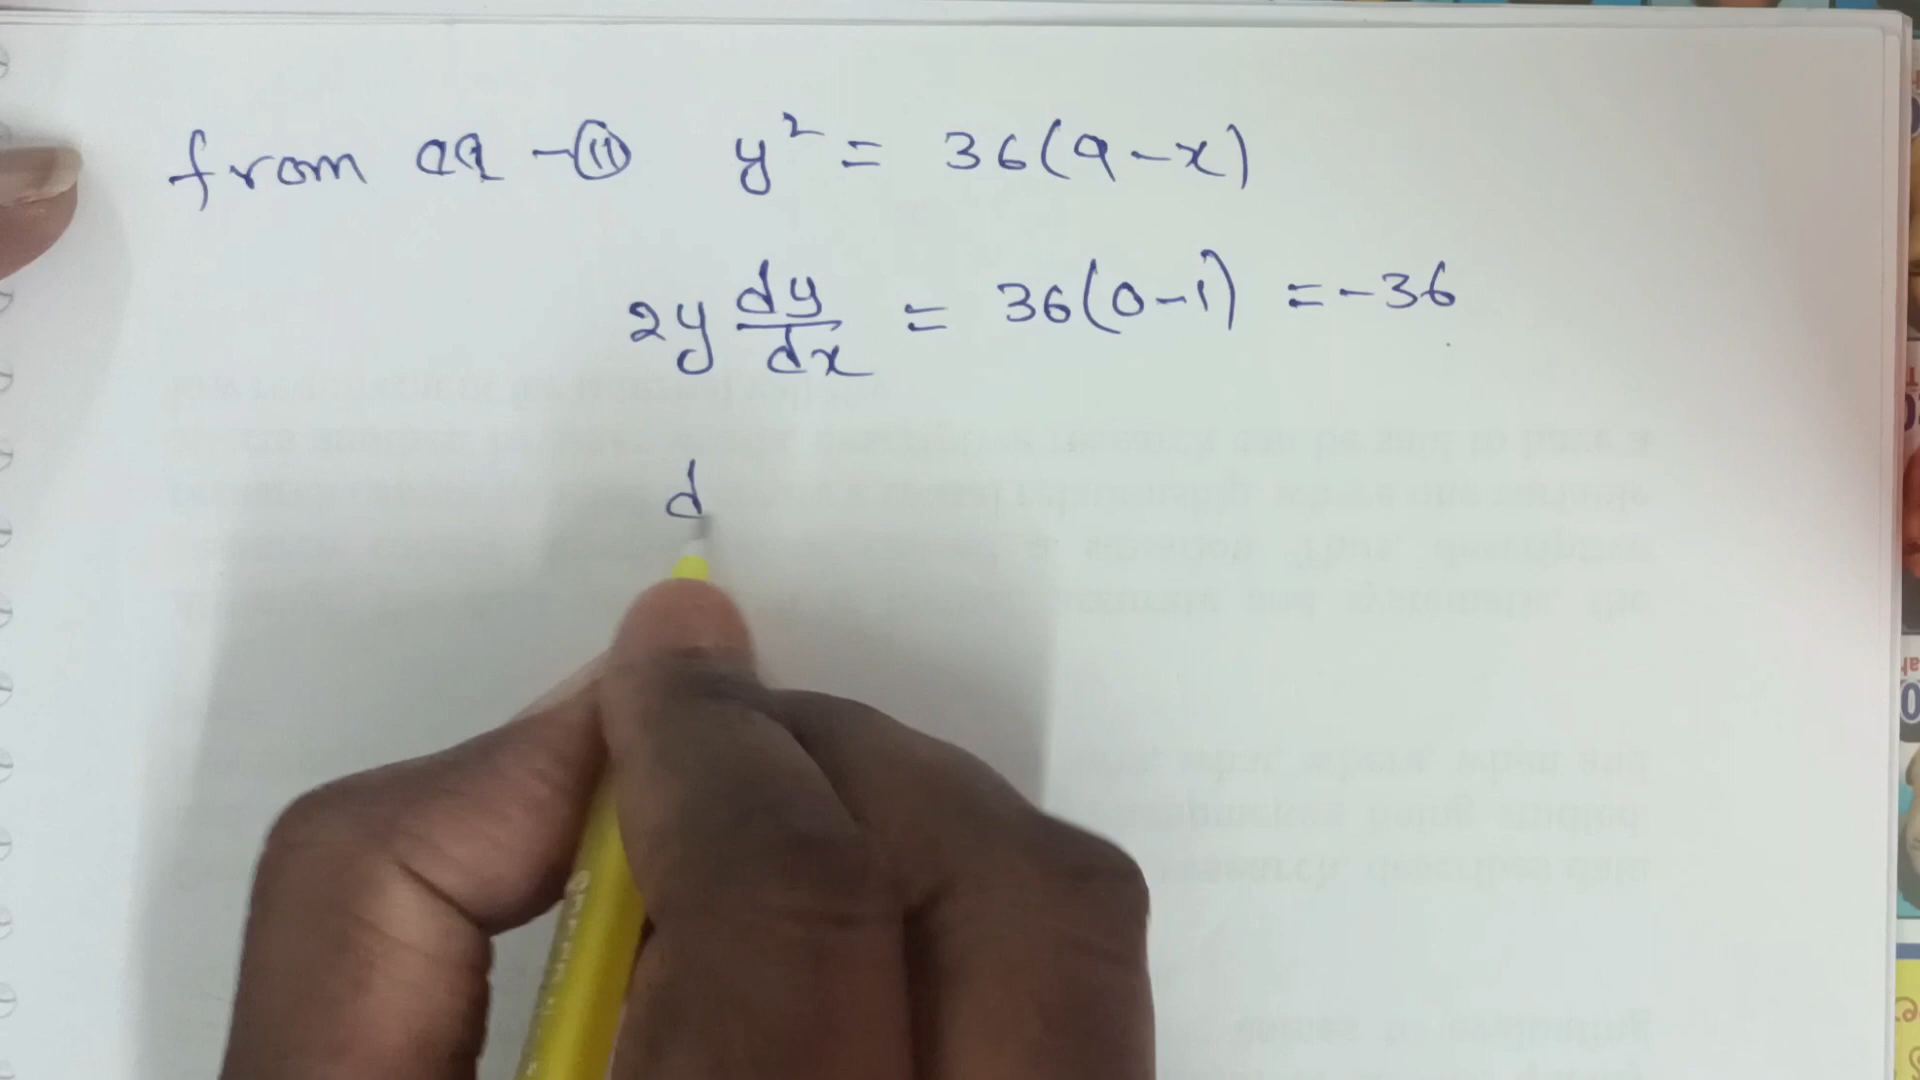 from eq - (11) y² = 36(9-x)
2y dy/dx = 36(0-1) = -36
d